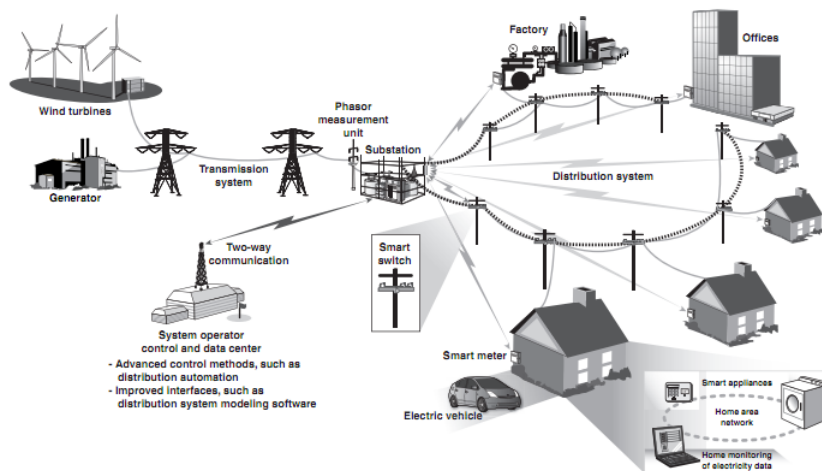 Factory
Offices
Wind turbines
Phasor
measurement
unit
Substation
Transmission
system
Generator
Distribution system
Two-way
communication
Smart
switch
System operator
control and data center
- Advanced control methods, such as
distribution automation
- Improved interfaces, such as
distribution system modeling software
Smart meter
Electric vehicle
Smart appliances
Home area
network
Home monitoring
of electricity data